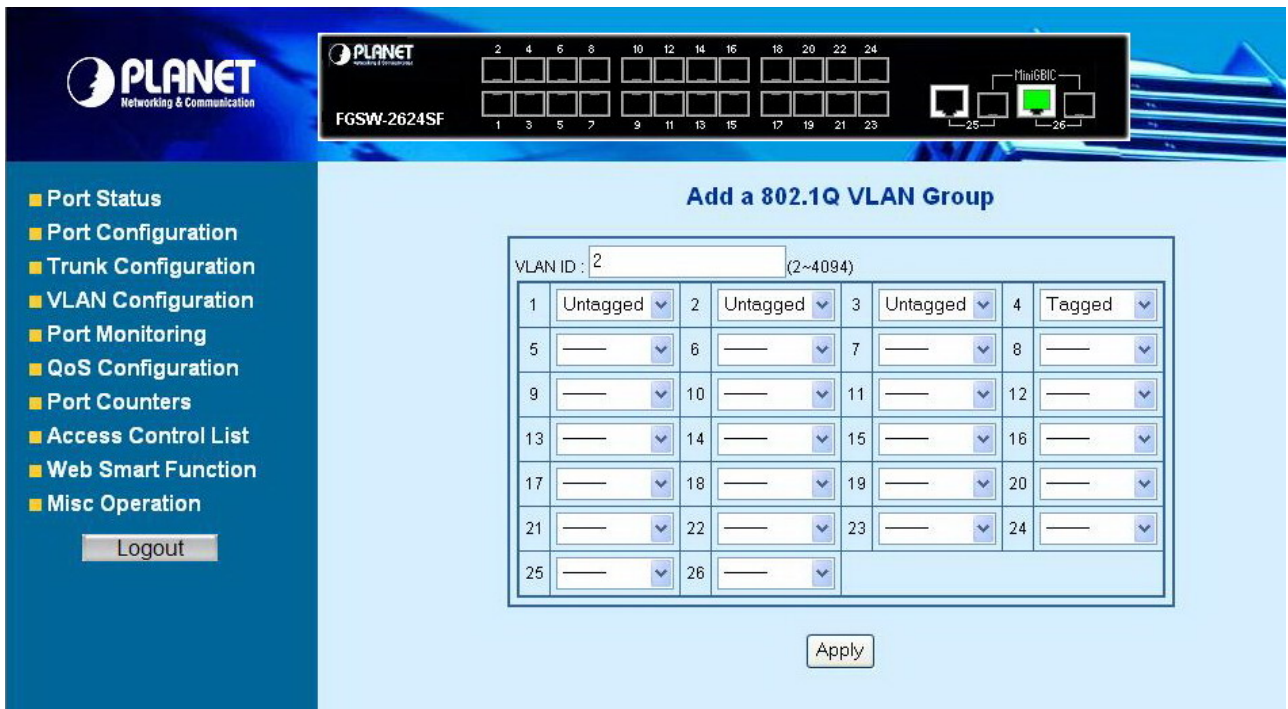 PLANET
Networking & Communication
PLANET
Networking & Communication
FGSW-2624SF
2 4 6 8 10 12 14 16 18 20 22 24
1 3 5 7 9 11 13 15 17 19 21 23
MiniGBIC
25 26
Port Status
Port Configuration
Trunk Configuration
VLAN Configuration
Port Monitoring
QoS Configuration
Port Counters
Access Control List
Web Smart Function
Misc Operation
Logout
Add a 802.1Q VLAN Group
VLAN ID : 2 (2~4094)
1 Untagged 2 Untagged 3 Untagged 4 Tagged
5 —— 6 —— 7 —— 8 ——
9 —— 10 —— 11 —— 12 ——
13 —— 14 —— 15 —— 16 ——
17 —— 18 —— 19 —— 20 ——
21 —— 22 —— 23 —— 24 ——
25 —— 26 ——
Apply